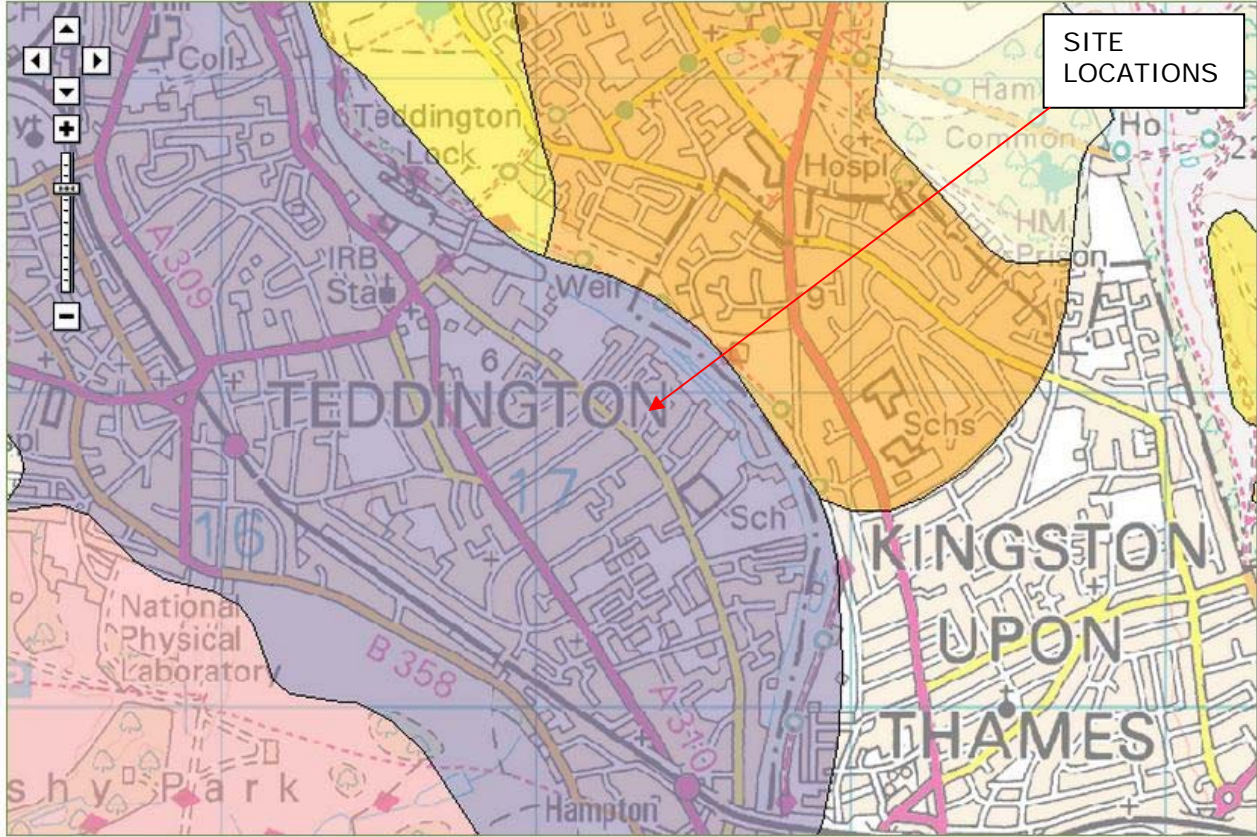 Coll
SITE
LOCATIONS
7
Teddington
Lock
Ham
Common
Ho
Hospl
HM
Prison
A 309
IRB
Sta
Well
6
TEDDINGTON
Schs
17
Sch
16
KINGSTON
UPON
THAMES
National
Physical
Laboratory
B 358
A 310
shy Park
Hampton